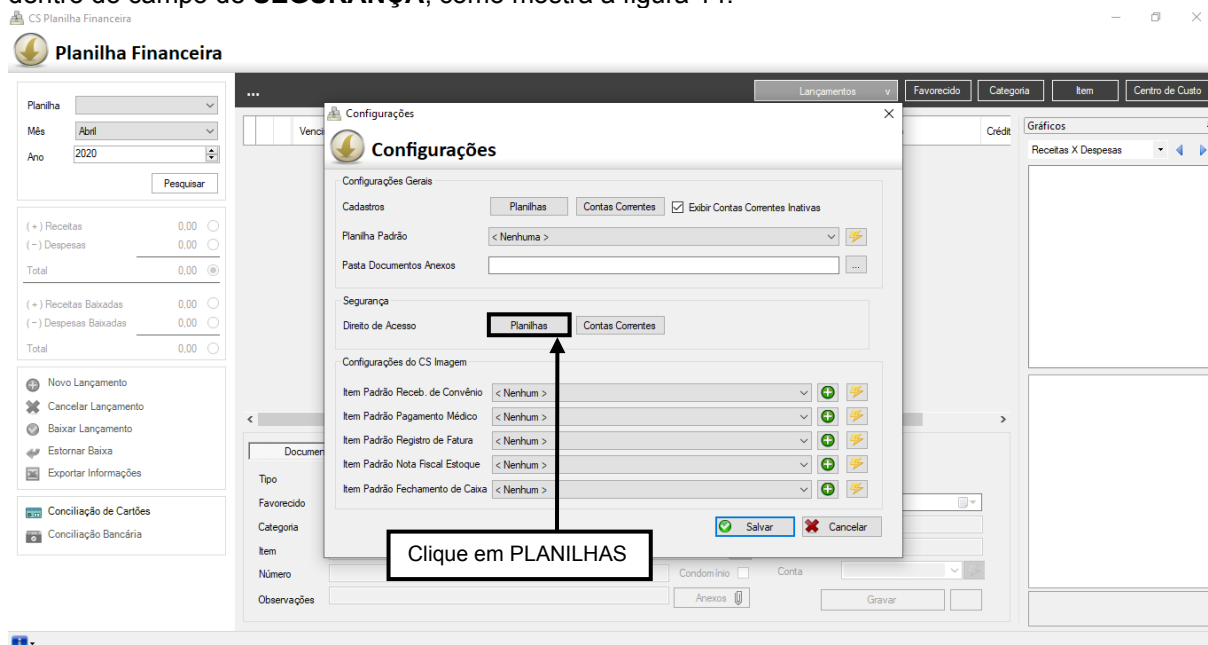 dentro do campo de SEGURANÇA, como mostra a figura 44.
CS Planilha Financeira
Planilha Financeira
Planilha
Mês Abril
Ano 2020
Pesquisar
( + ) Receitas 0,00
( − ) Despesas 0,00
Total 0,00
( + ) Receitas Baixadas 0,00
( − ) Despesas Baixadas 0,00
Total 0,00
Novo Lançamento
Cancelar Lançamento
Baixar Lançamento
Estornar Baixa
Exportar Informações
Conciliação de Cartões
Conciliação Bancária
... Lançamentos v Favorecido Categoria Item Centro de Custo
Venci Crédit
Gráficos
Receitas X Despesas
Configurações
Configurações
Configurações Gerais
Cadastros Planilhas Contas Correntes Exibir Contas Correntes Inativas
Planilha Padrão < Nenhuma >
Pasta Documentos Anexos ...
Segurança
Direito de Acesso Planilhas Contas Correntes
Configurações do CS Imagem
Item Padrão Receb. de Convênio < Nenhum >
Item Padrão Pagamento Médico < Nenhum >
Item Padrão Registro de Fatura < Nenhum >
Item Padrão Nota Fiscal Estoque < Nenhum >
Item Padrão Fechamento de Caixa < Nenhum >
Salvar Cancelar
Clique em PLANILHAS
Documen
Tipo
Favorecido
Categoria
Item
Número Condomínio Conta
Observações Anexos Gravar